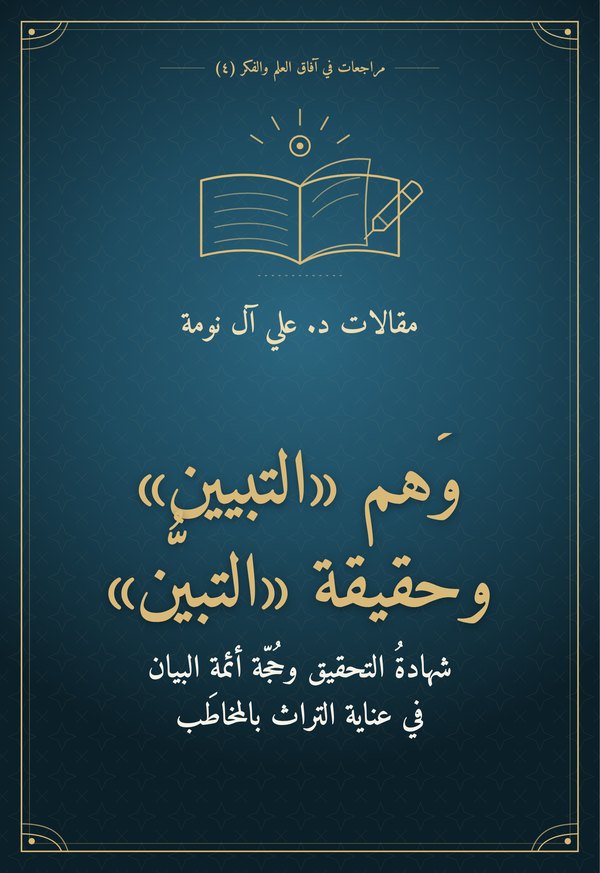 مراجعات في آفاق العلم والفكر (٤)
مقالات د. علي آل نومة
وَهم «التبيين»
وحقيقة «التبيُّن»
شهادةُ التحقيق وحُجّة أئمة البيان
في عناية التراث بالمخاطَب